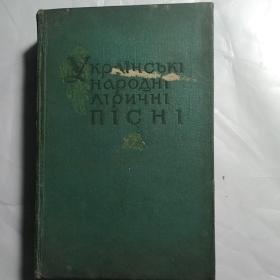 Українські
народні
ліричні
ПІСНІ